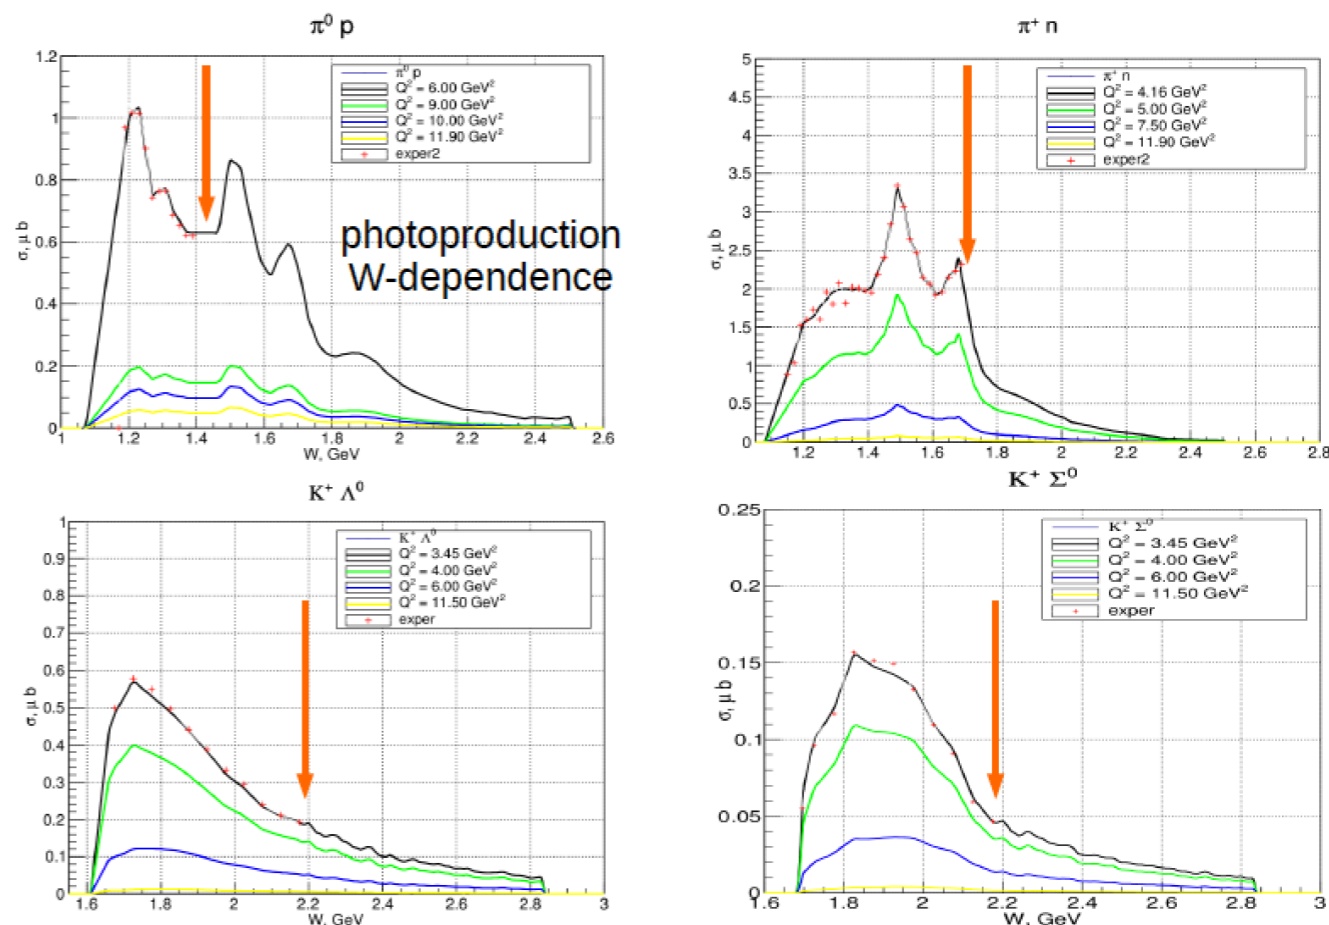 π⁰ p
1.2
1
0.8
0.6
0.4
0.2
0
σ, μ b
π⁰ p
Q² = 6.00 GeV²
Q² = 9.00 GeV²
Q² = 10.00 GeV²
Q² = 11.90 GeV²
exper2
photoproduction
W-dependence
1 1.2 1.4 1.6 1.8 2 2.2 2.4 2.6
W, GeV
π⁺ n
5
4.5
4
3.5
3
2.5
2
1.5
1
0.5
0
σ, μ b
π⁺ n
Q² = 4.16 GeV²
Q² = 5.00 GeV²
Q² = 7.50 GeV²
Q² = 11.90 GeV²
exper2
1.2 1.4 1.6 1.8 2 2.2 2.4 2.6 2.8
W, GeV
K⁺ Λ⁰
1
0.9
0.8
0.7
0.6
0.5
0.4
0.3
0.2
0.1
0
σ, μ b
K⁺ Λ⁰
Q² = 3.45 GeV²
Q² = 4.00 GeV²
Q² = 6.00 GeV²
Q² = 11.50 GeV²
exper
1.6 1.8 2 2.2 2.4 2.6 2.8 3
W, GeV
K⁺ Σ⁰
0.25
0.2
0.15
0.1
0.05
0
σ, μ b
K⁺ Σ⁰
Q² = 3.45 GeV²
Q² = 4.00 GeV²
Q² = 6.00 GeV²
Q² = 11.50 GeV²
exper
1.6 1.8 2 2.2 2.4 2.6 2.8 3
W, GeV